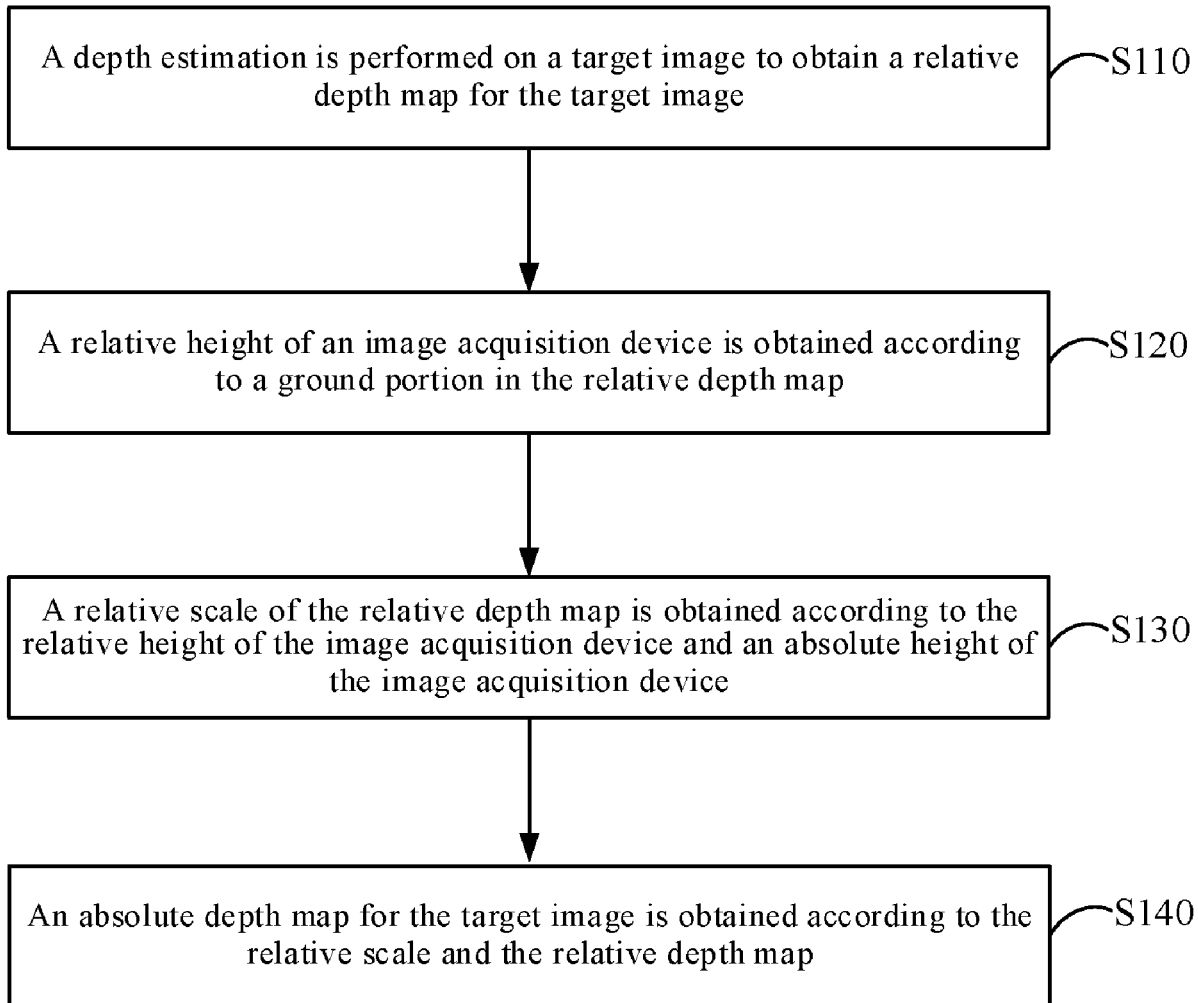 A depth estimation is performed on a target image to obtain a relative
depth map for the target image
S110
A relative height of an image acquisition device is obtained according
to a ground portion in the relative depth map
S120
A relative scale of the relative depth map is obtained according to the
relative height of the image acquisition device and an absolute height of
the image acquisition device
S130
An absolute depth map for the target image is obtained according to the
relative scale and the relative depth map
S140